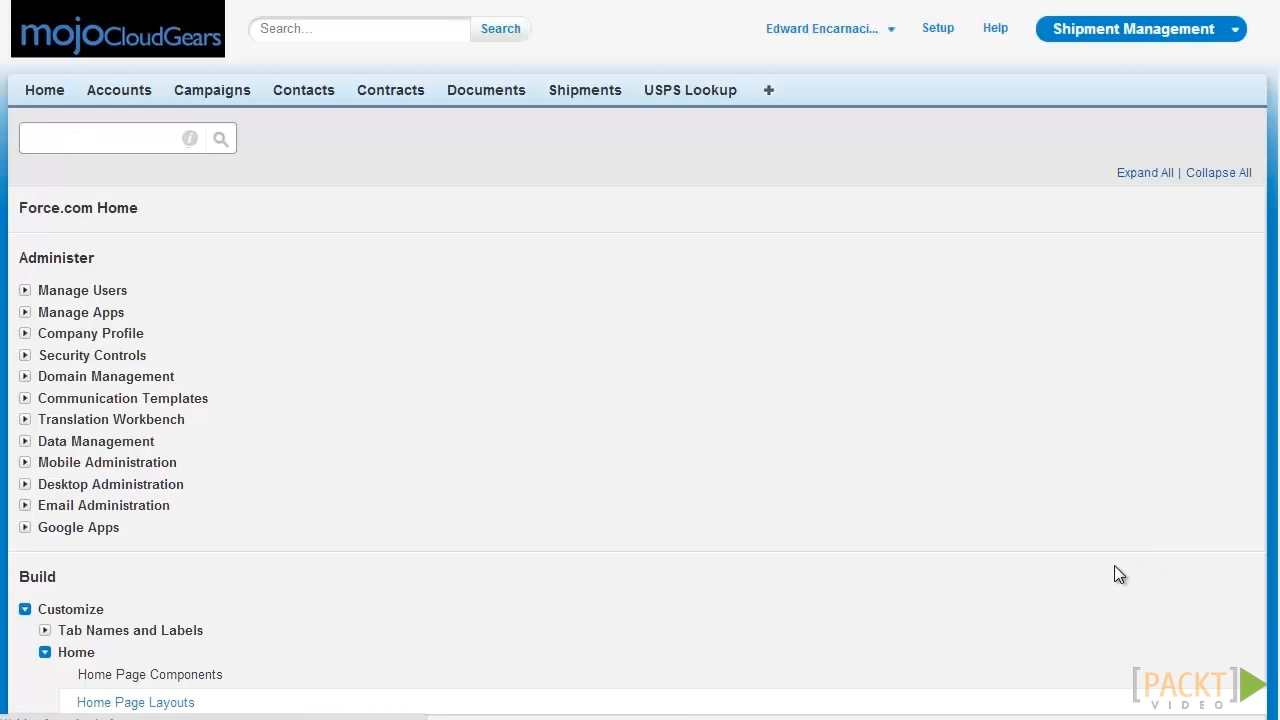 mojoCloudGears
Search...
Search
Edward Encarnaci...
Setup
Help
Shipment Management
Home
Accounts
Campaigns
Contacts
Contracts
Documents
Shipments
USPS Lookup
Expand All | Collapse All
Force.com Home
Administer
Manage Users
Manage Apps
Company Profile
Security Controls
Domain Management
Communication Templates
Translation Workbench
Data Management
Mobile Administration
Desktop Administration
Email Administration
Google Apps
Build
Customize
Tab Names and Labels
Home
Home Page Components
Home Page Layouts
[PACKT]
VIDEO